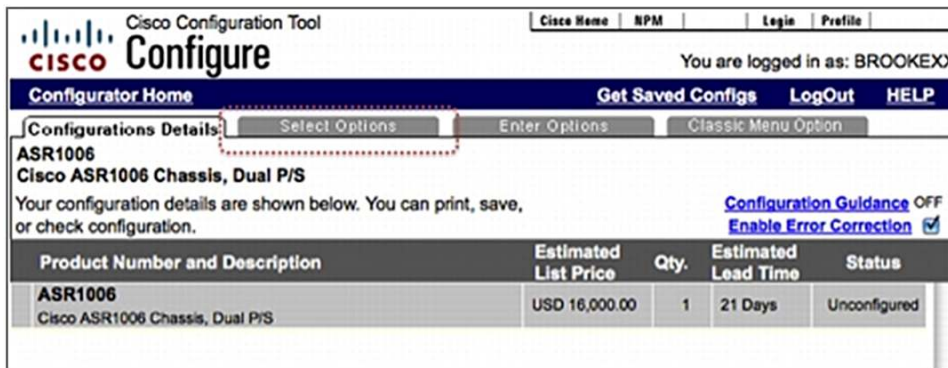 Cisco Configuration Tool
Cisco Home NPM Login Profile
CISCO Configure
You are logged in as: BROOKEXX
Configurator Home Get Saved Configs LogOut HELP
Configurations Details Select Options Enter Options Classic Menu Option
ASR1006
Cisco ASR1006 Chassis, Dual P/S
Your configuration details are shown below. You can print, save,
or check configuration.
Configuration Guidance OFF
Enable Error Correction
Product Number and Description Estimated List Price Qty. Estimated Lead Time Status
ASR1006
Cisco ASR1006 Chassis, Dual P/S
USD 16,000.00 1 21 Days Unconfigured